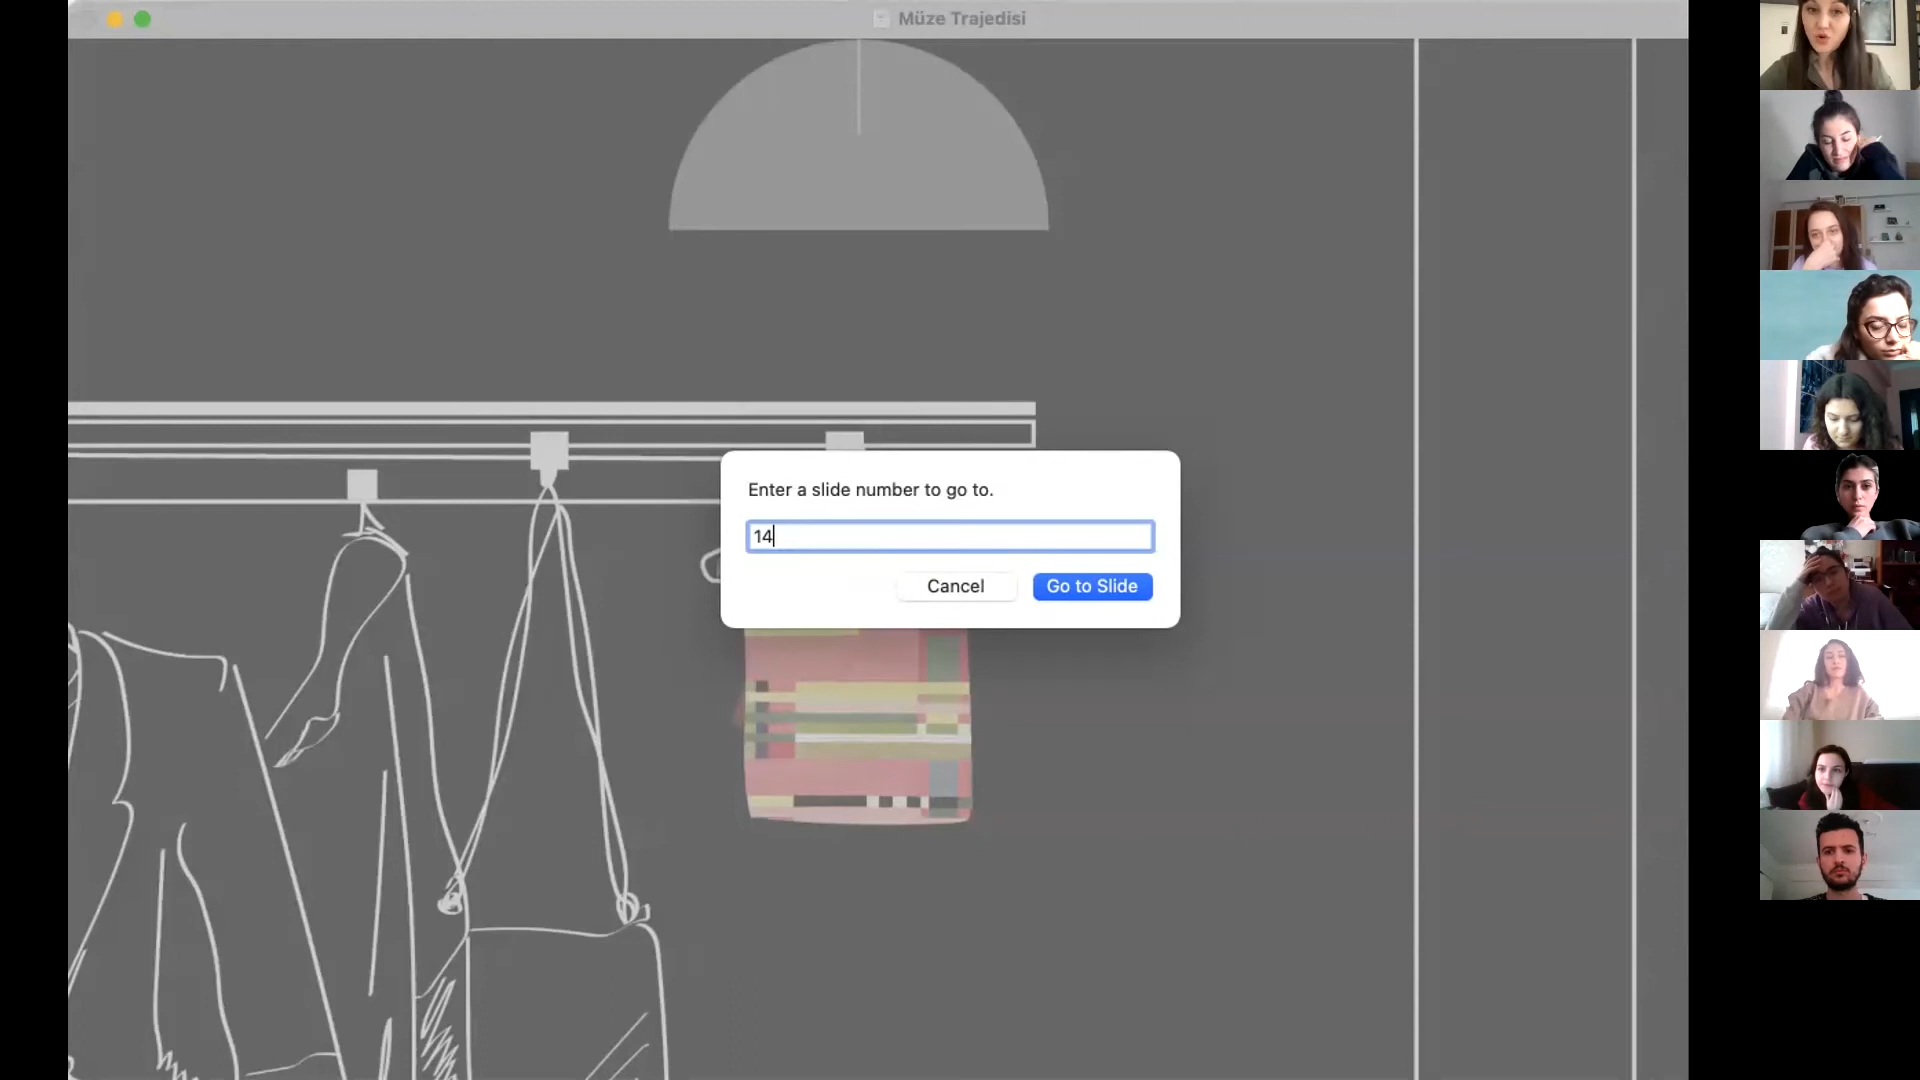 Müze Trajedisi
Enter a slide number to go to.
14
Cancel
Go to Slide